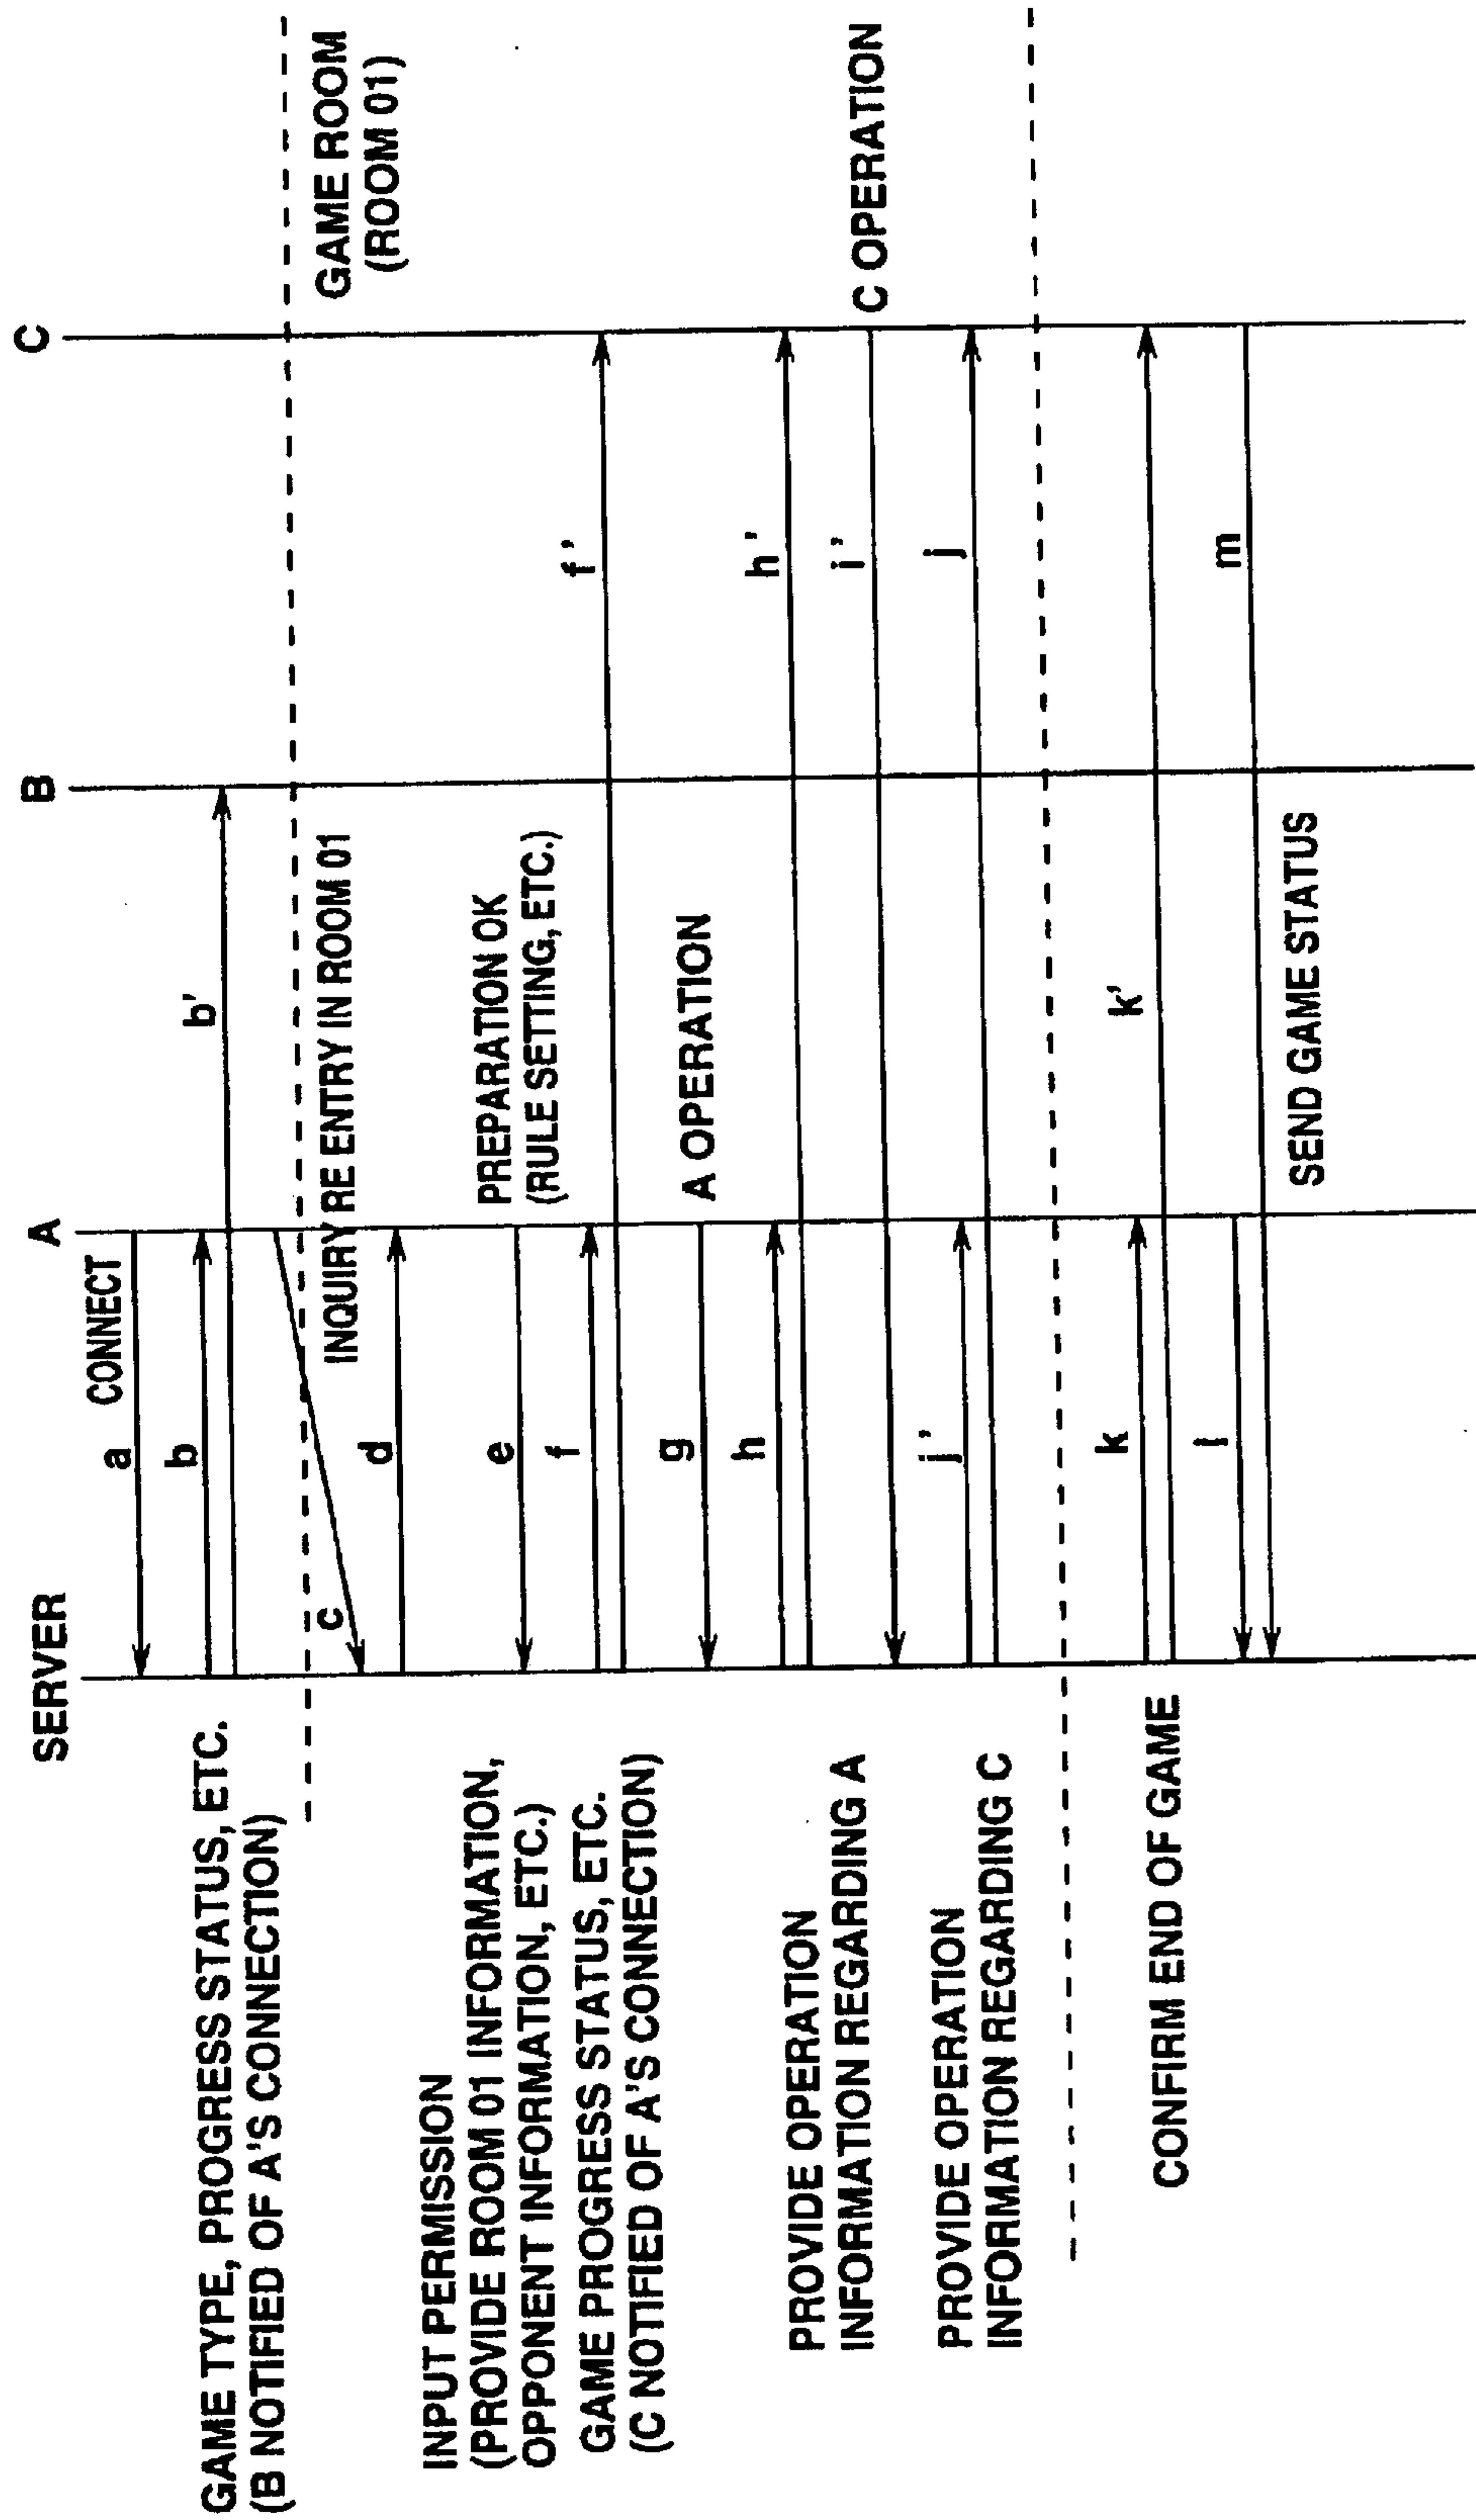 SERVER
A
B
C
CONNECT
a
GAME TYPE, PROGRESS STATUS, ETC.
(B NOTIFIED OF A'S CONNECTION)
b
b'
c
GAME ROOM
(ROOM 01)
INQUIRY RE ENTRY IN ROOM 01
d
INPUT PERMISSION
(PROVIDE ROOM 01 INFORMATION,
OPPONENT INFORMATION, ETC.)
e
PREPARATION OK
(RULE SETTING, ETC.)
f
f'
GAME PROGRESS STATUS, ETC.
(C NOTIFIED OF A'S CONNECTION)
g
A OPERATION
h
h'
PROVIDE OPERATION
INFORMATION REGARDING A
i'
C OPERATION
j'
j
PROVIDE OPERATION
INFORMATION REGARDING C
k
k'
CONFIRM END OF GAME
l
m
SEND GAME STATUS